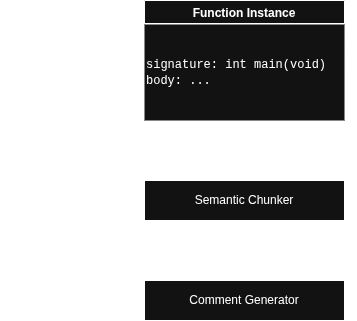 Function Instance
signature: int main(void)
body: ...
Semantic Chunker
Comment Generator